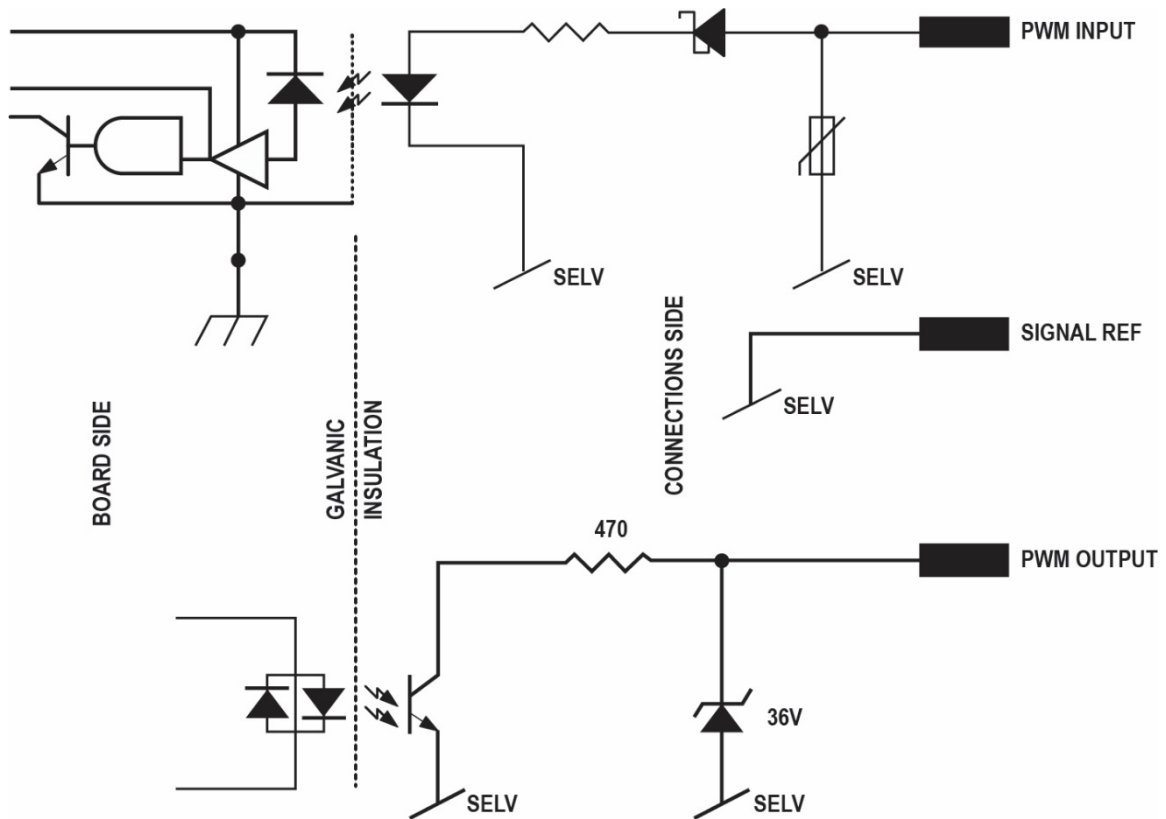 PWM INPUT
SELV
SELV
SIGNAL REF
SELV
BOARD SIDE
GALVANIC
INSULATION
CONNECTIONS SIDE
470
PWM OUTPUT
36V
SELV
SELV